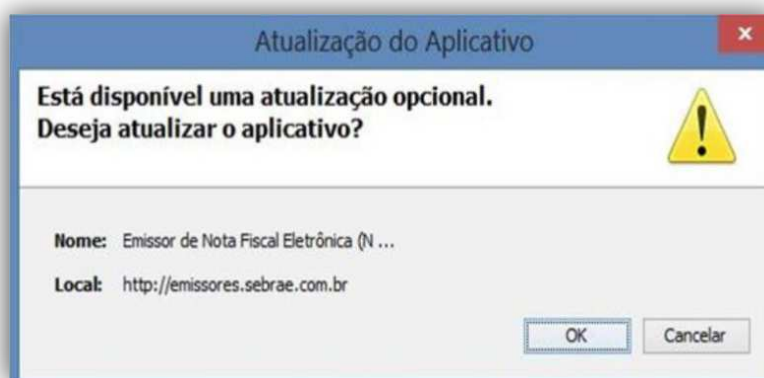 Atualização do Aplicativo
Está disponível uma atualização opcional.
Deseja atualizar o aplicativo?
Nome: Emissor de Nota Fiscal Eletrônica (N ...
Local: http://emissores.sebrae.com.br
OK Cancelar